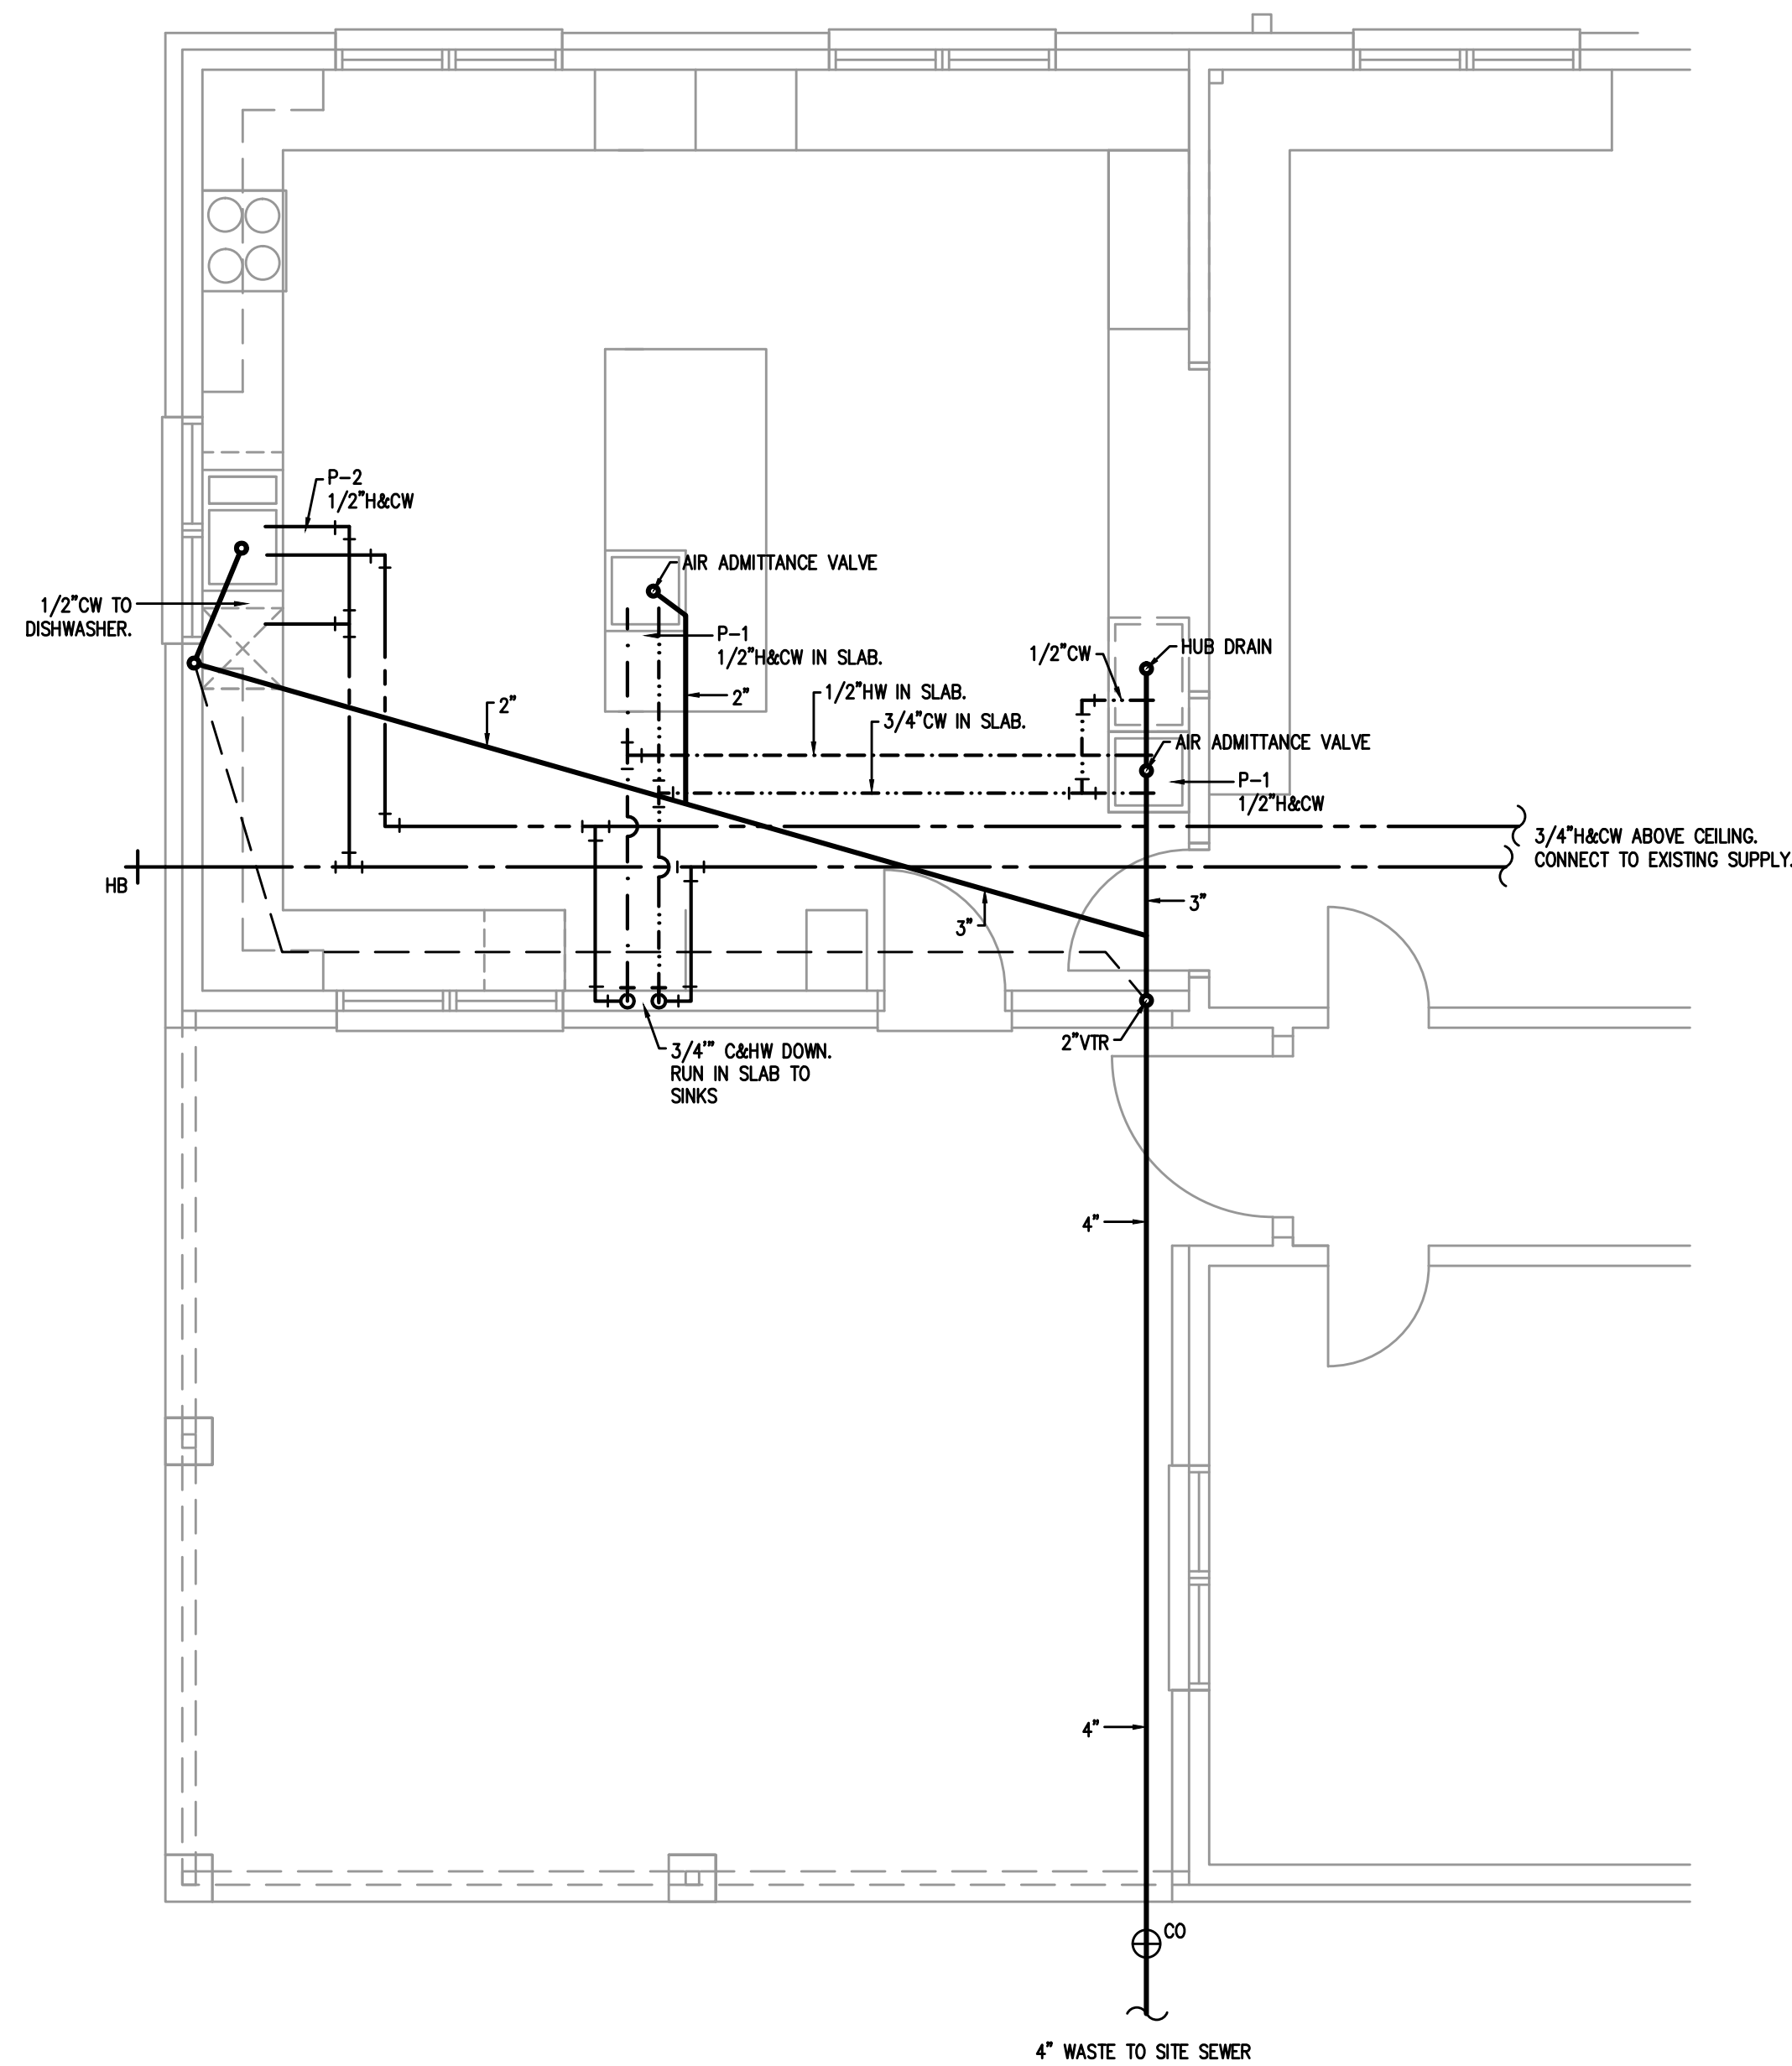 P-2
1/2"H&CW
AIR ADMITTANCE VALVE
1/2"CW TO
DISHWASHER.
P-1
1/2"H&CW IN SLAB.
1/2"CW
HUB DRAIN
2"
1/2"HW IN SLAB.
2"
3/4"CW IN SLAB.
AIR ADMITTANCE VALVE
P-1
1/2"H&CW
3/4"H&CW ABOVE CEILING.
CONNECT TO EXISTING SUPPLY.
HB
3"
3"
2"VTR
3/4'" C&HW DOWN.
RUN IN SLAB TO
SINKS
4"
4"
CO
4" WASTE TO SITE SEWER